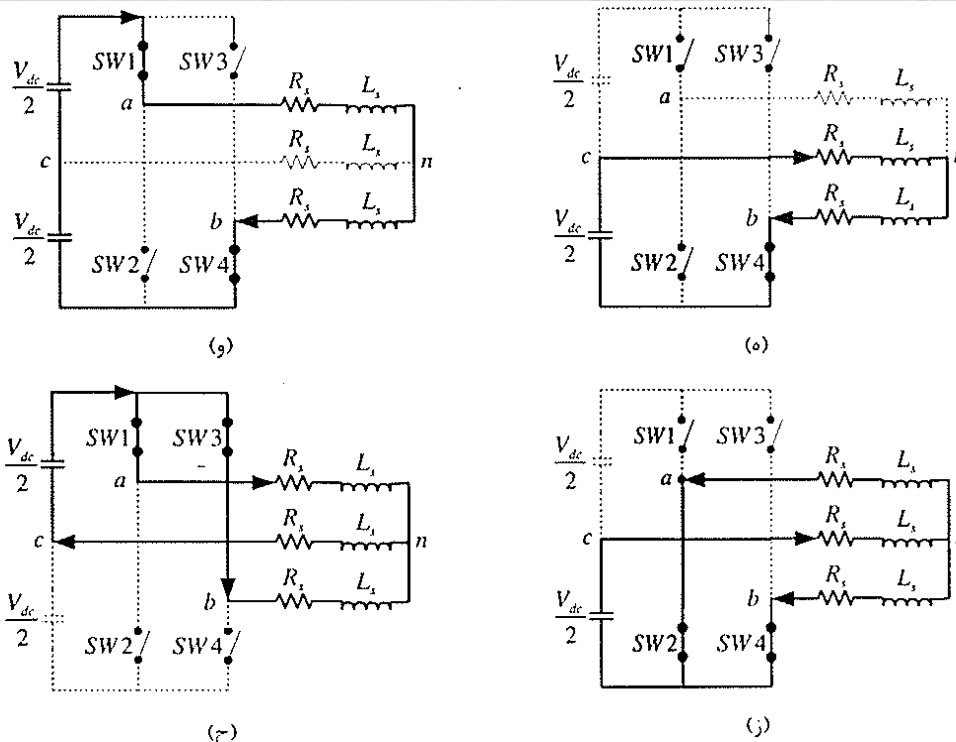 SW1 SW3
V_dc/2
a R_s L_s
c R_s L_s n
b R_s L_s
V_dc/2
SW2 SW4
(و)
SW1 SW3
V_dc/2
a R_s L_s
c R_s L_s
b R_s L_s
V_dc/2
SW2 SW4
(ه)
SW1 SW3
V_dc/2
a R_s L_s
c R_s L_s n
b R_s L_s
V_dc/2
SW2 SW4
(ح)
SW1 SW3
V_dc/2
a R_s L_s
c R_s L_s
b R_s L_s
V_dc/2
SW2 SW4
(ز)